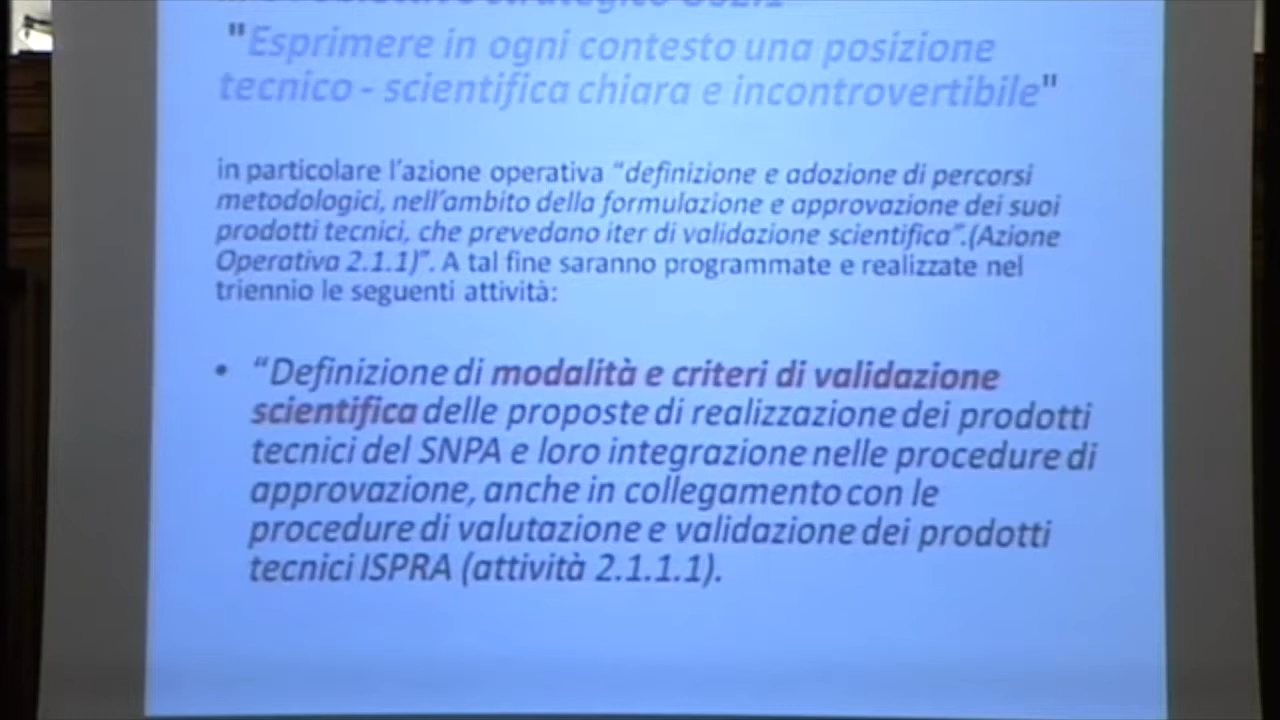 "Esprimere in ogni contesto una posizione
tecnico - scientifica chiara e incontrovertibile"
in particolare l'azione operativa "definizione e adozione di percorsi
metodologici, nell'ambito della formulazione e approvazione dei suoi
prodotti tecnici, che prevedano iter di validazione scientifica".(Azione
Operativa 2.1.1)". A tal fine saranno programmate e realizzate nel
triennio le seguenti attività:
• "Definizione di modalità e criteri di validazione
scientifica delle proposte di realizzazione dei prodotti
tecnici del SNPA e loro integrazione nelle procedure di
approvazione, anche in collegamento con le
procedure di valutazione e validazione dei prodotti
tecnici ISPRA (attività 2.1.1.1).